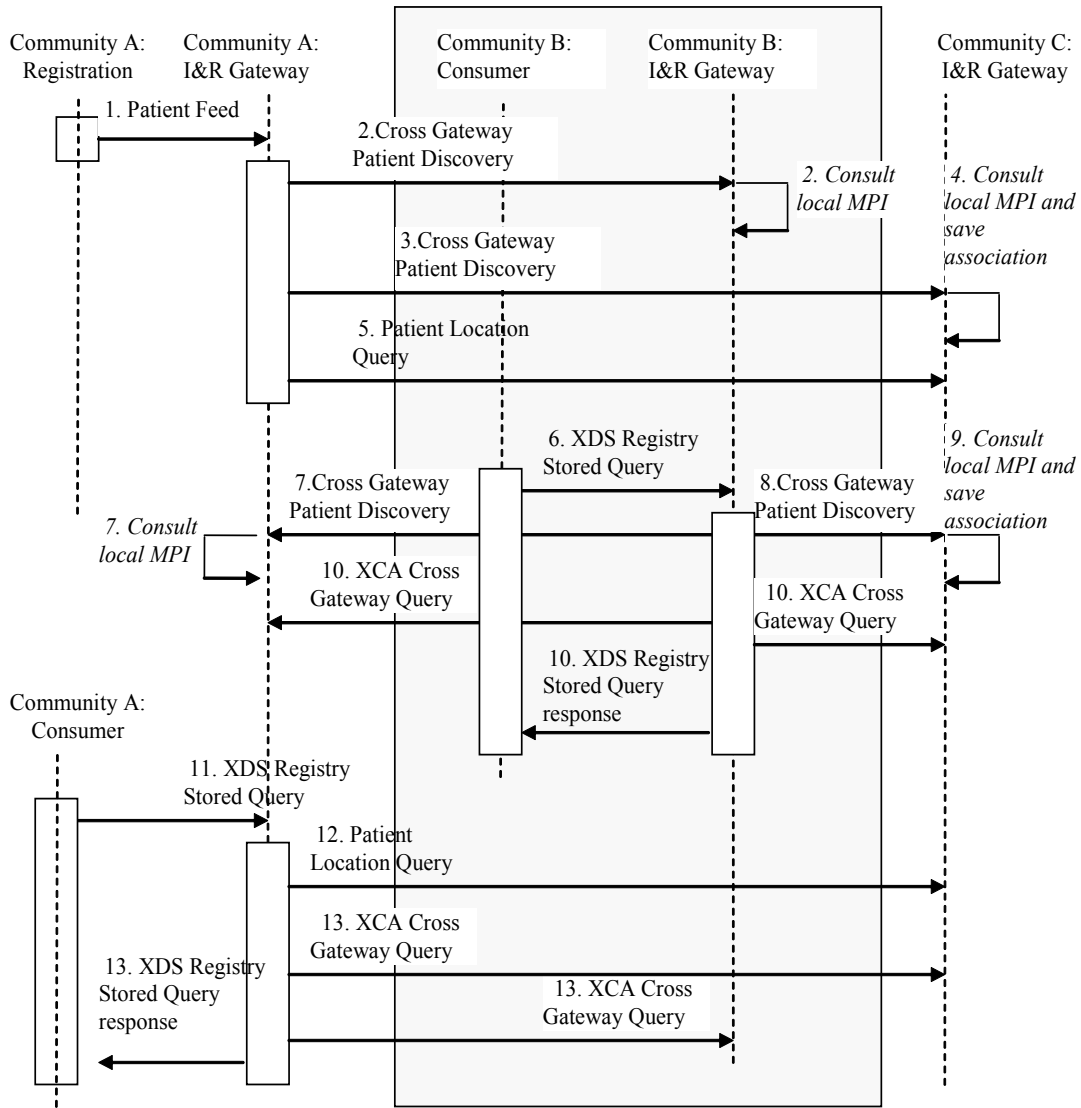 Community A:
Registration
Community A:
I&R Gateway
Community B:
Consumer
Community B:
I&R Gateway
Community C:
I&R Gateway
1. Patient Feed
2.Cross Gateway
Patient Discovery
2. Consult
local MPI
4. Consult
local MPI and
save
association
3.Cross Gateway
Patient Discovery
5. Patient Location
Query
6. XDS Registry
Stored Query
7.Cross Gateway
Patient Discovery
8.Cross Gateway
Patient Discovery
9. Consult
local MPI and
save
association
7. Consult
local MPI
10. XCA Cross
Gateway Query
10. XCA Cross
Gateway Query
10. XDS Registry
Stored Query
response
Community A:
Consumer
11. XDS Registry
Stored Query
12. Patient
Location Query
13. XCA Cross
Gateway Query
13. XDS Registry
Stored Query
response
13. XCA Cross
Gateway Query